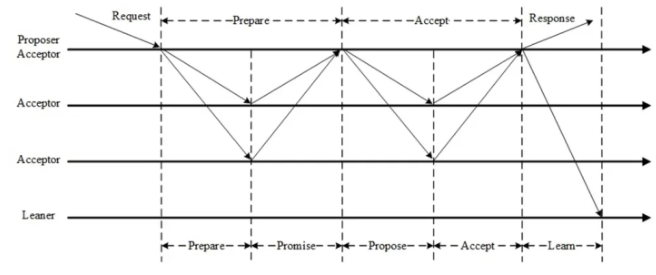 Request
Prepare
Accept
Response
Proposer
Acceptor
Acceptor
Acceptor
Leaner
Prepare
Promise
Propose
Accept
Learn